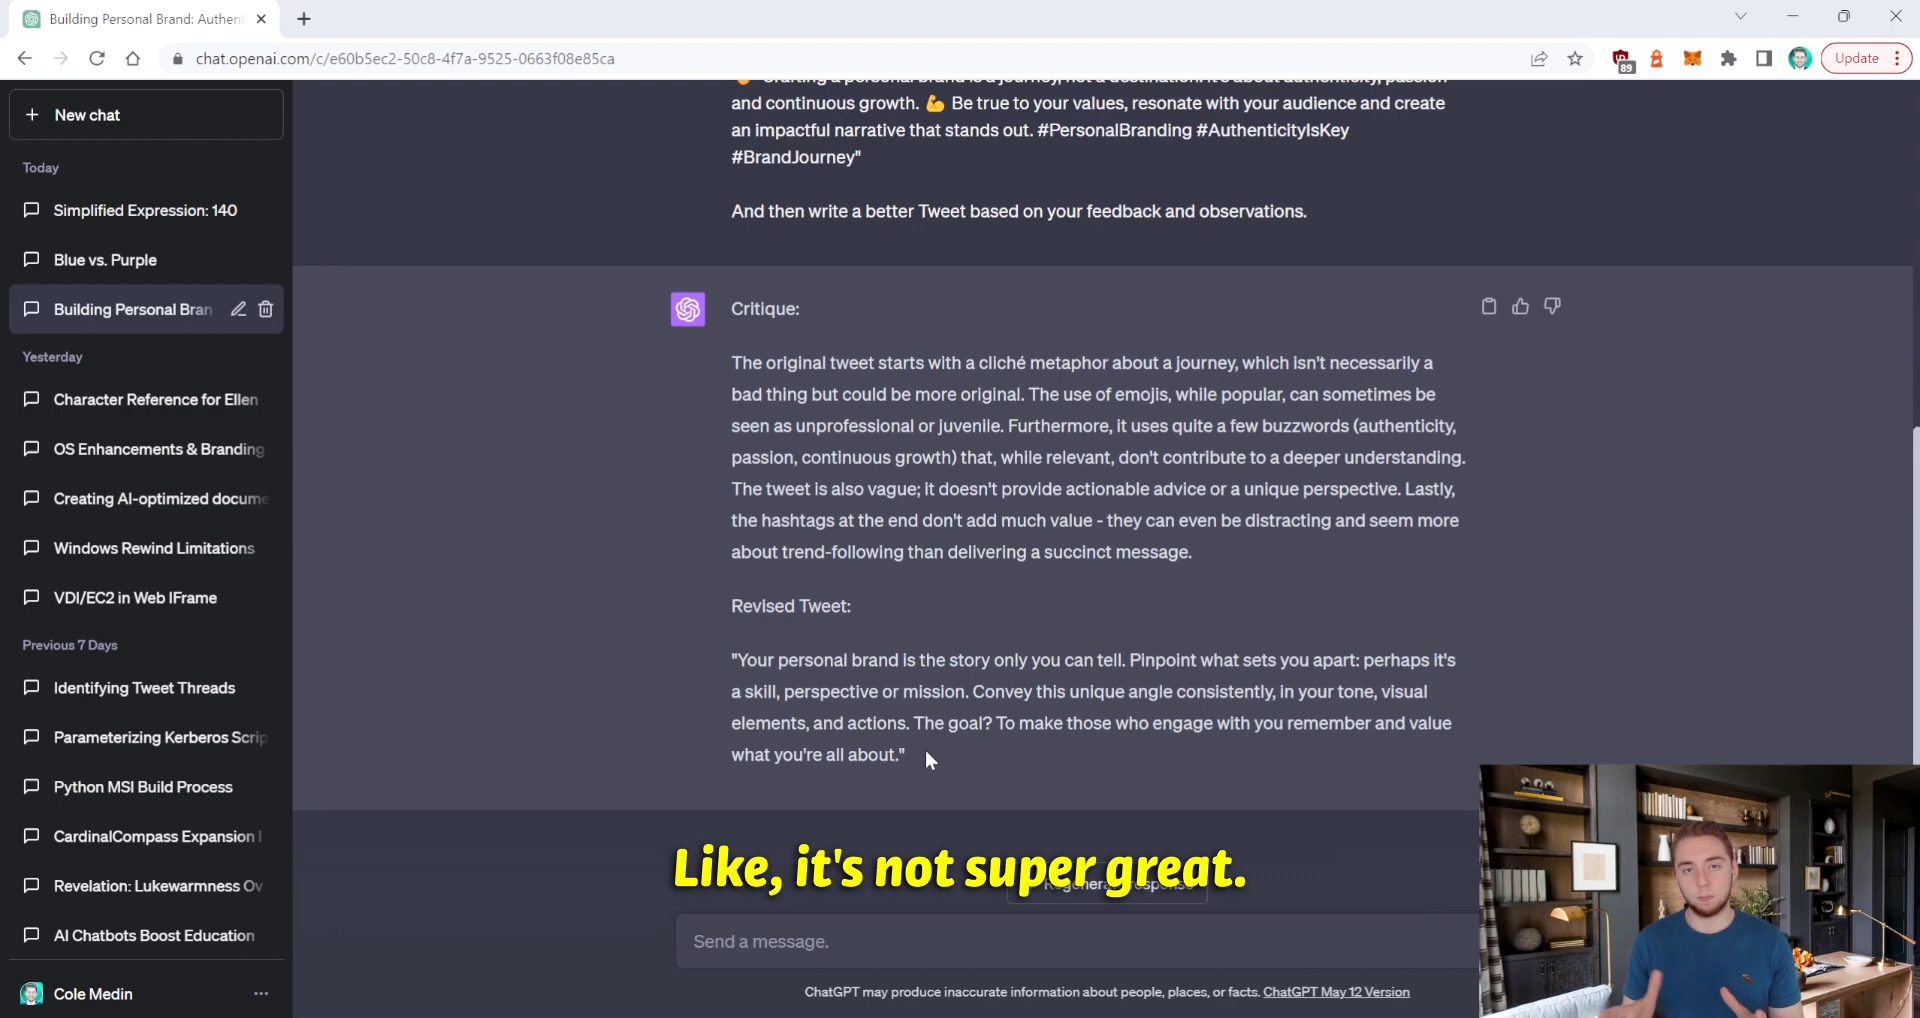 Building Personal Brand: Authent
chat.openai.com/c/e60b5ec2-50c8-4f7a-9525-0663f08e85ca
89
Update
New chat
Today
Simplified Expression: 140
Blue vs. Purple
Building Personal Bran
Yesterday
Character Reference for Ellen
OS Enhancements & Branding
Creating AI-optimized docume
Windows Rewind Limitations
VDI/EC2 in Web IFrame
Previous 7 Days
Identifying Tweet Threads
Parameterizing Kerberos Scrip
Python MSI Build Process
CardinalCompass Expansion I
Revelation: Lukewarmness Ov
AI Chatbots Boost Education
Cole Medin
a personal brand is a journey, not a destination. It's about authenticity, passion
and continuous growth. 💪 Be true to your values, resonate with your audience and create
an impactful narrative that stands out. #PersonalBranding #AuthenticityIsKey
#BrandJourney"
And then write a better Tweet based on your feedback and observations.
Critique:
The original tweet starts with a cliché metaphor about a journey, which isn't necessarily a
bad thing but could be more original. The use of emojis, while popular, can sometimes be
seen as unprofessional or juvenile. Furthermore, it uses quite a few buzzwords (authenticity,
passion, continuous growth) that, while relevant, don't contribute to a deeper understanding.
The tweet is also vague; it doesn't provide actionable advice or a unique perspective. Lastly,
the hashtags at the end don't add much value - they can even be distracting and seem more
about trend-following than delivering a succinct message.
Revised Tweet:
"Your personal brand is the story only you can tell. Pinpoint what sets you apart: perhaps it's
a skill, perspective or mission. Convey this unique angle consistently, in your tone, visual
elements, and actions. The goal? To make those who engage with you remember and value
what you're all about."
Like, it's not super great.
Send a message.
ChatGPT may produce inaccurate information about people, places, or facts. ChatGPT May 12 Version